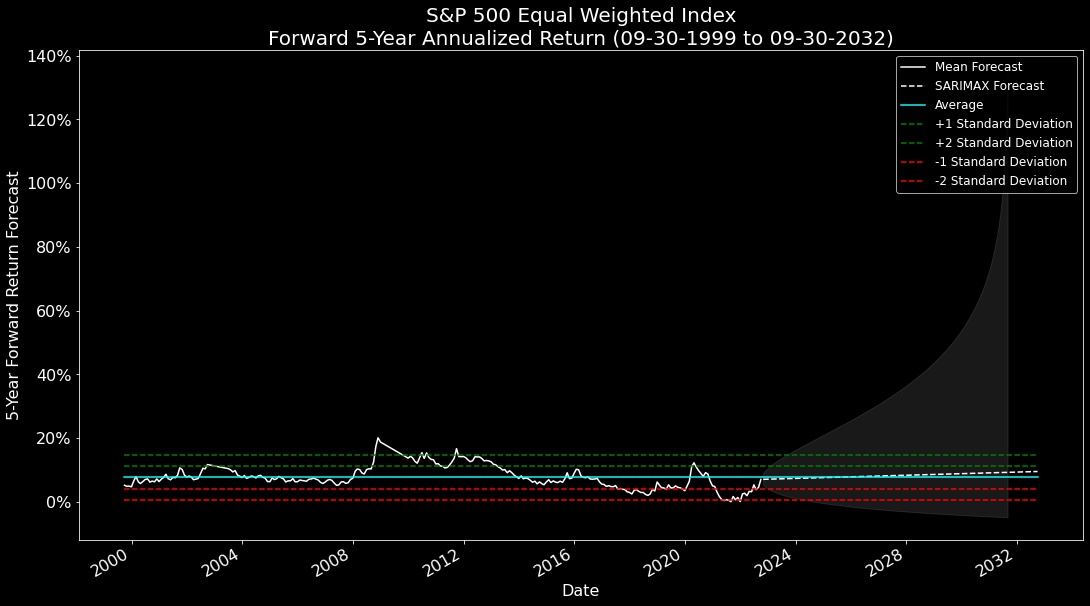 S&P 500 Equal Weighted Index
Forward 5-Year Annualized Return (09-30-1999 to 09-30-2032)
140%
120%
100%
80%
60%
40%
20%
0%
5-Year Forward Return Forecast
Mean Forecast
SARIMAX Forecast
Average
+1 Standard Deviation
+2 Standard Deviation
-1 Standard Deviation
-2 Standard Deviation
2000
2004
2008
2012
2016
2020
2024
2028
2032
Date